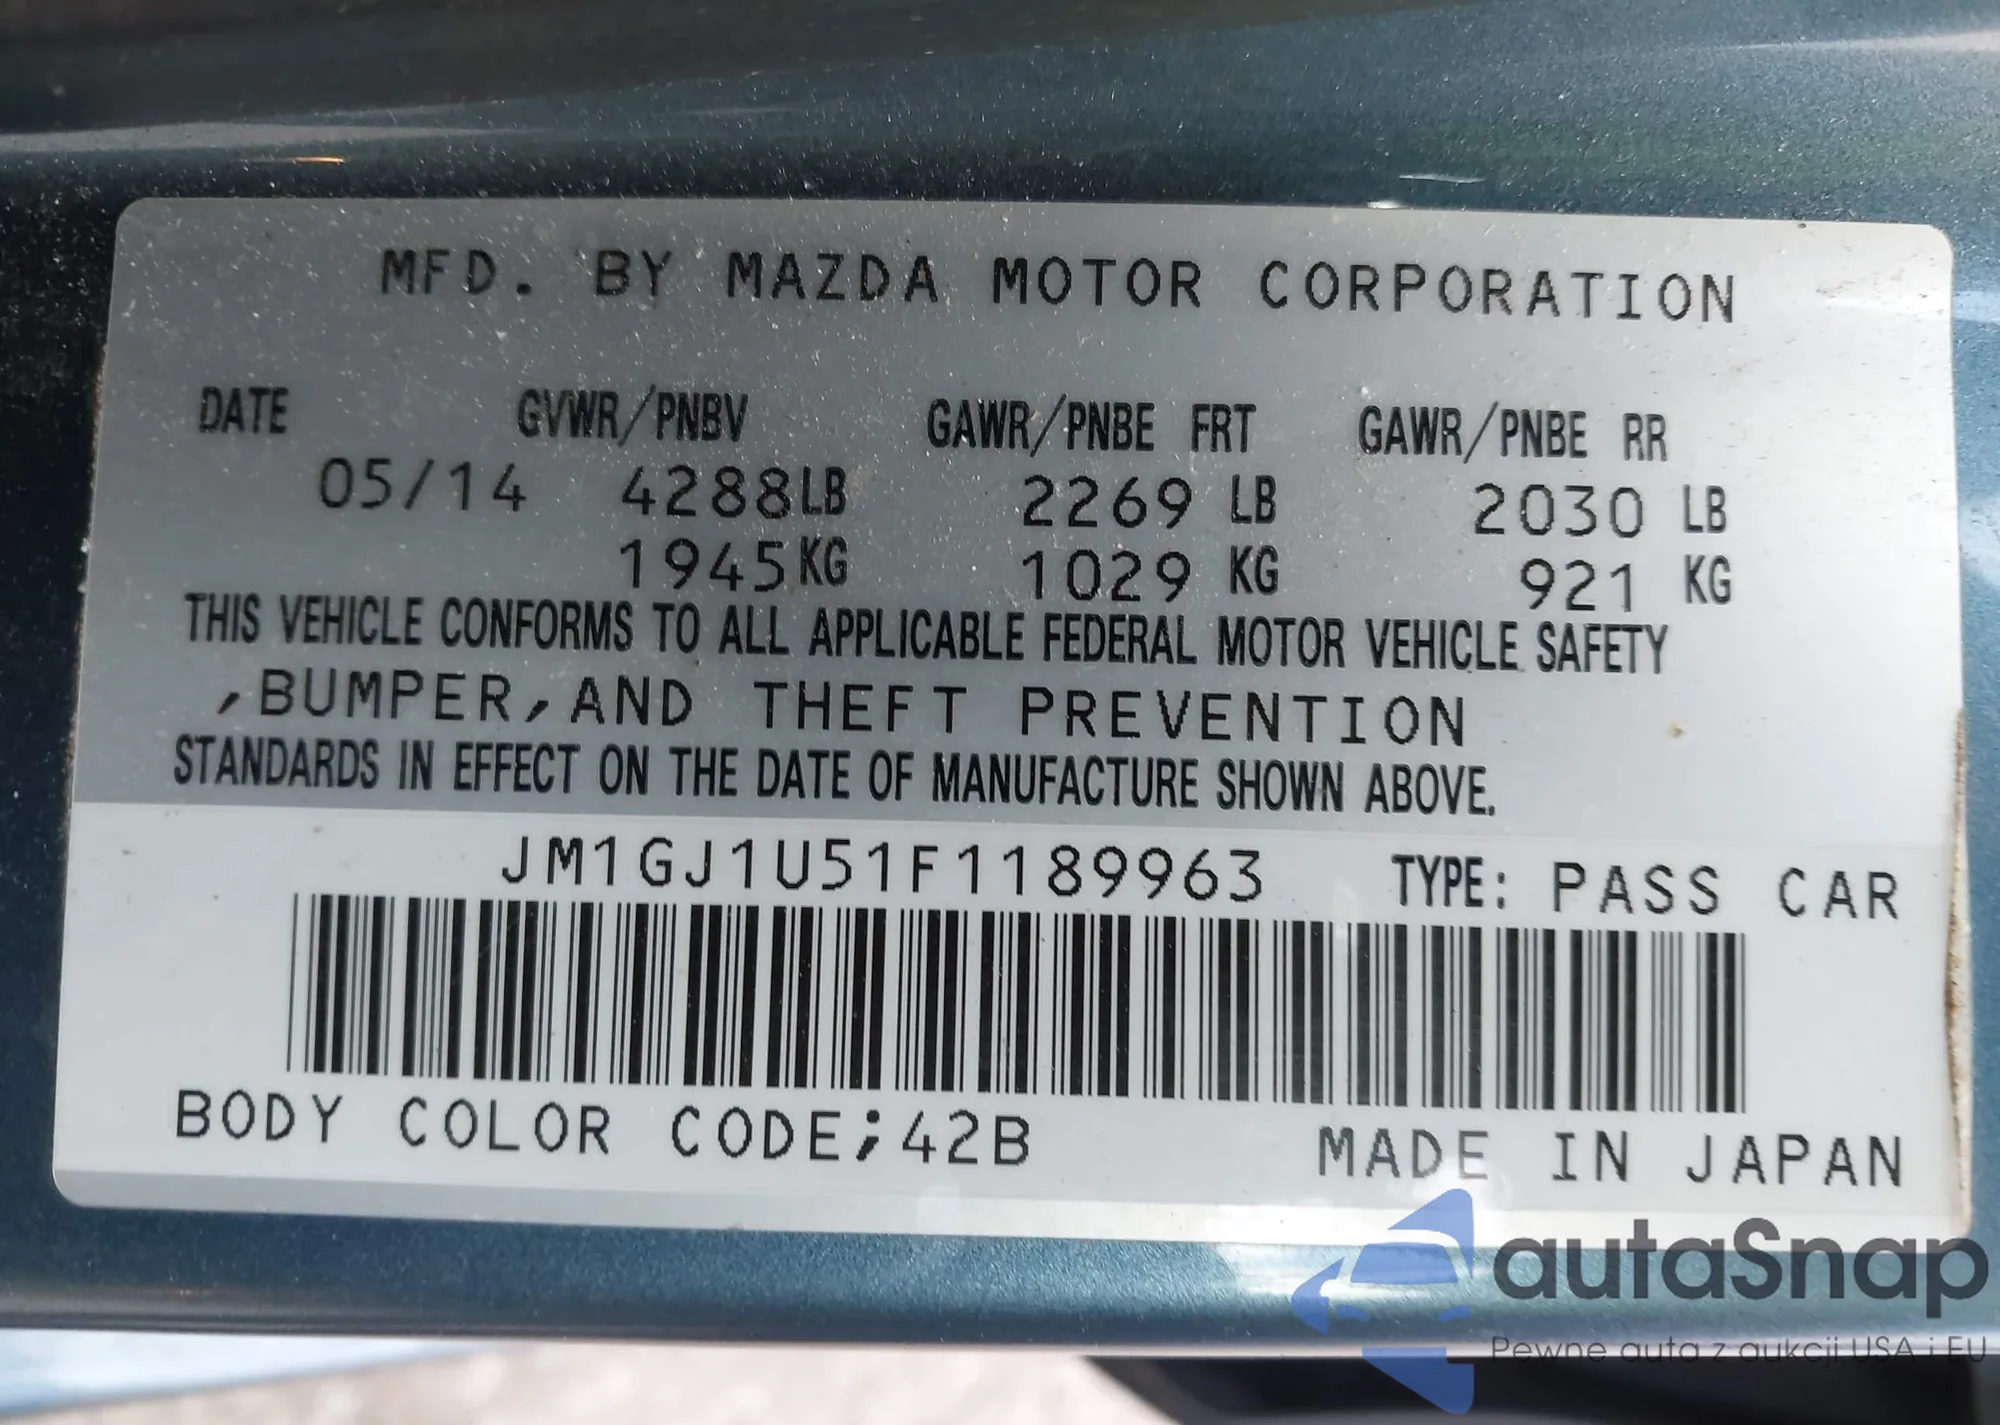 MFD. BY MAZDA MOTOR CORPORATION
DATE GVWR/PNBV GAWR/PNBE FRT GAWR/PNBE RR
05/14 4288LB 2269 LB 2030 LB
1945KG 1029 KG 921 KG
THIS VEHICLE CONFORMS TO ALL APPLICABLE FEDERAL MOTOR VEHICLE SAFETY
,BUMPER,AND THEFT PREVENTION
STANDARDS IN EFFECT ON THE DATE OF MANUFACTURE SHOWN ABOVE.
JM1GJ1U51F1189963 TYPE: PASS CAR
BODY COLOR CODE;42B MADE IN JAPAN
autaSnap
Pewne auta z aukcji USA i EU